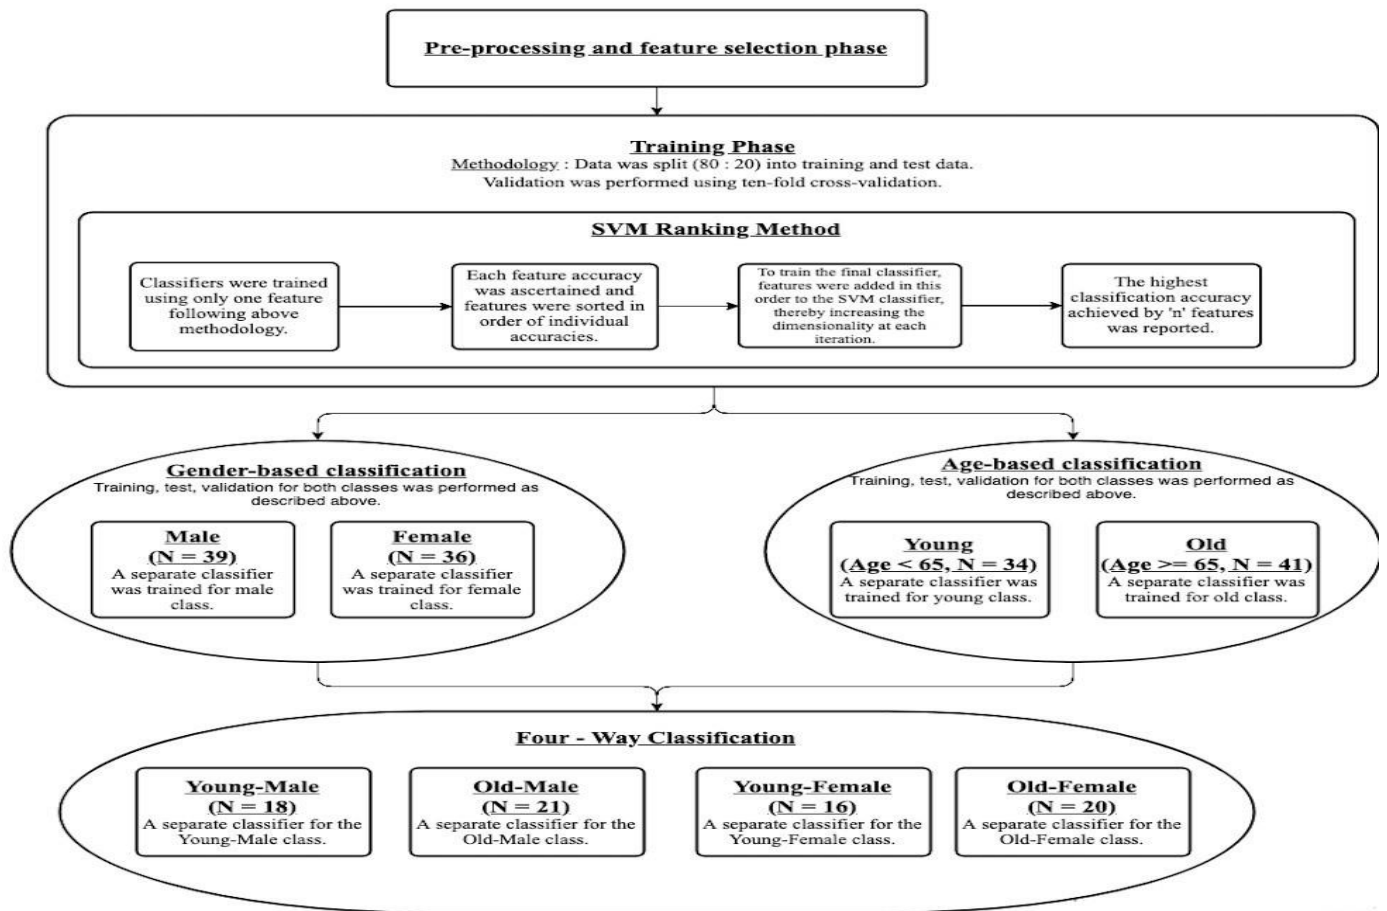 Pre-processing and feature selection phase
Training Phase
Methodology : Data was split (80 : 20) into training and test data.
Validation was performed using ten-fold cross-validation.
SVM Ranking Method
Classifiers were trained
using only one feature
following above
methodology.
Each feature accuracy
was ascertained and
features were sorted in
order of individual
accuracies.
To train the final classifier,
features were added in this
order to the SVM classifier,
thereby increasing the
dimensionality at each
iteration.
The highest
classification accuracy
achieved by 'n' features
was reported.
Gender-based classification
Training, test, validation for both classes was performed as
described above.
Male
(N = 39)
A separate classifier
was trained for male
class.
Female
(N = 36)
A separate classifier
was trained for female
class.
Age-based classification
Training, test, validation for both classes was performed as
described above.
Young
(Age < 65, N = 34)
A separate classifier was
trained for young class.
Old
(Age >= 65, N = 41)
A separate classifier was
trained for old class.
Four - Way Classification
Young-Male
(N = 18)
A separate classifier for the
Young-Male class.
Old-Male
(N = 21)
A separate classifier for the
Old-Male class.
Young-Female
(N = 16)
A separate classifier for the
Young-Female class.
Old-Female
(N = 20)
A separate classifier for the
Old-Female class.